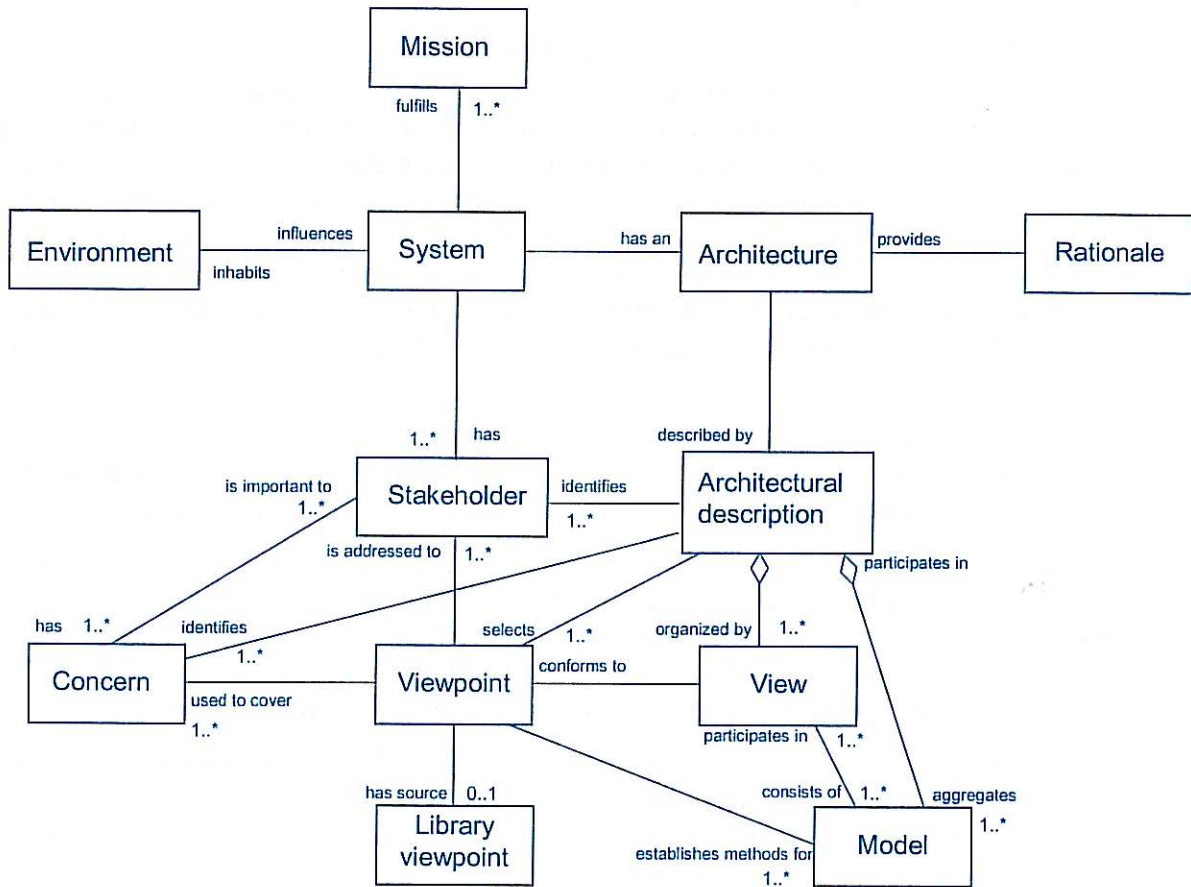 Mission
fulfills
1..*
Environment
influences
inhabits
System
has an
Architecture
provides
Rationale
1..*
has
described by
is important to
1..*
Stakeholder
identifies
1..*
Architectural
description
is addressed to
1..*
participates in
has
1..*
identifies
1..*
selects
1..*
organized by
1..*
Concern
used to cover
1..*
Viewpoint
conforms to
View
participates in
1..*
has source
0..1
consists of
1..*
aggregates
1..*
Library
viewpoint
establishes methods for
1..*
Model